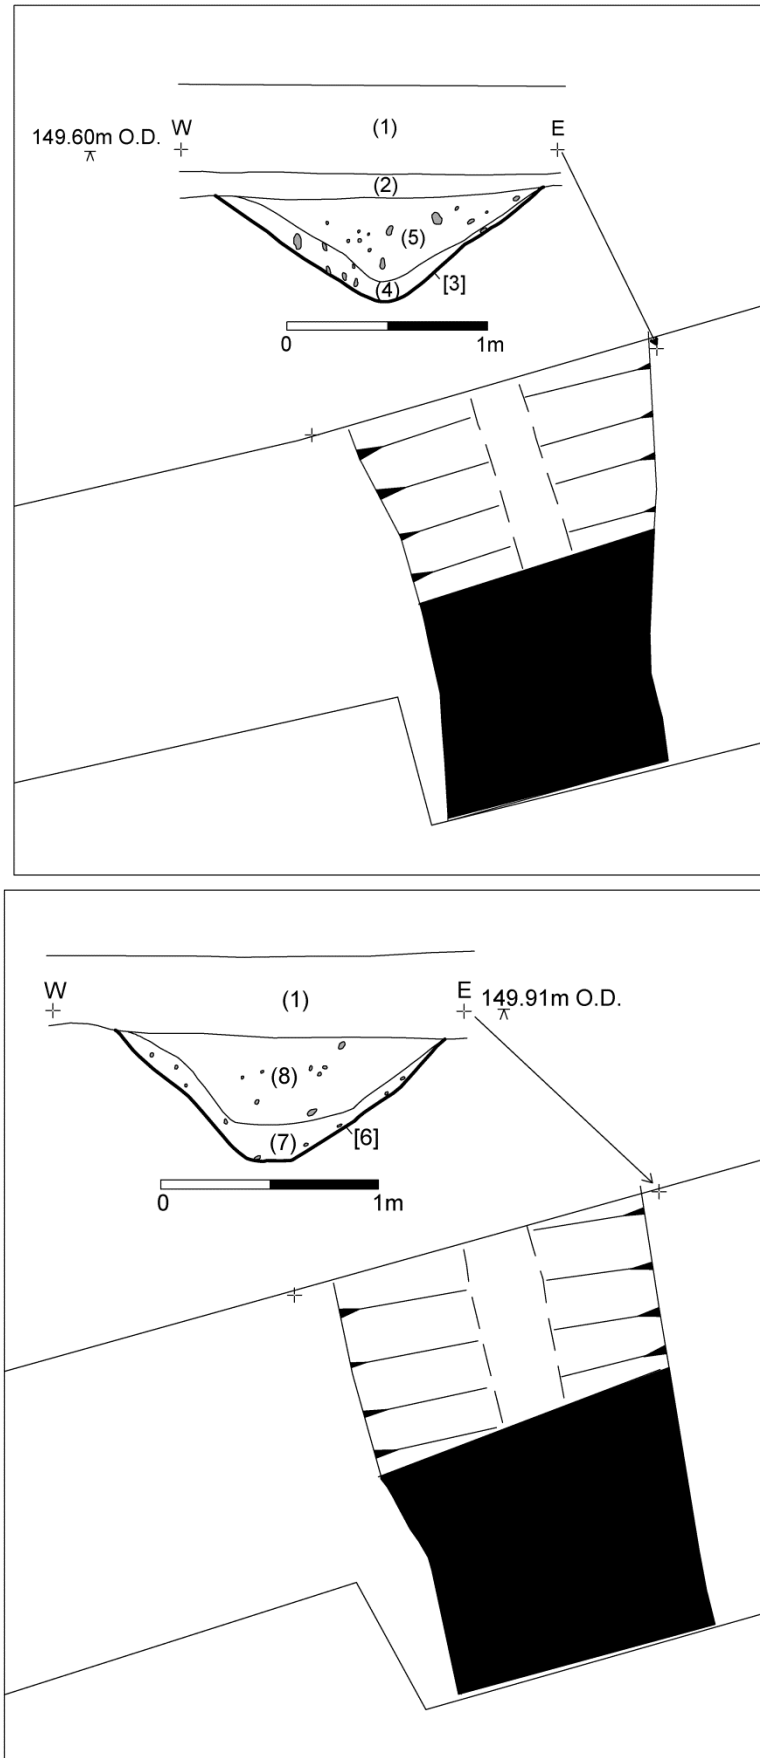 149.60m O.D. W (1) E
(2)
(5)
(4) [3]
0 1m
W (1) E 149.91m O.D.
(8)
(7) [6]
0 1m